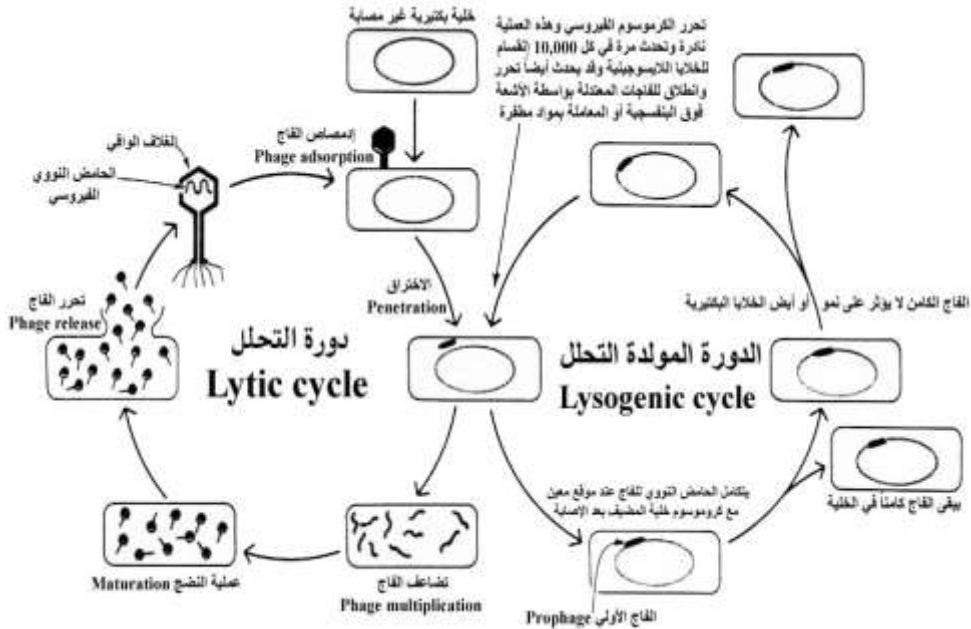 خلية بكتيرية غير مصابة
تحرر الكرموسوم الفيروسي وهذه العملية
نادرة وتحدث مرة في كل 10,000 إنقسام
للخلايا اللايسوجينية وقد يحدث أيضاً تحرر
وانطلاق للفاجات المعتدلة بواسطة الأشعة
فوق البنفسجية أو المعاملة بمواد مطفرة
الغلاف الواقي
الحامض النووي
الفيروسي
إدمصاص الفاج
Phage adsorption
تحرر الفاج
Phage release
الاختراق
Penetration
دورة التحلل
Lytic cycle
الدورة المولدة التحلل
Lysogenic cycle
الفاج الكامن لا يؤثر على نمو أو أيض الخلايا البكتيرية
يبقى الفاج كامناً في الخلية
يتكامل الحامض النووي للفاج عند موقع معين
مع كروموسوم خلية المضيف بعد الإصابة
الفاج الأولي Prophage
تضاعف الفاج
Phage multiplication
عملية النضج Maturation